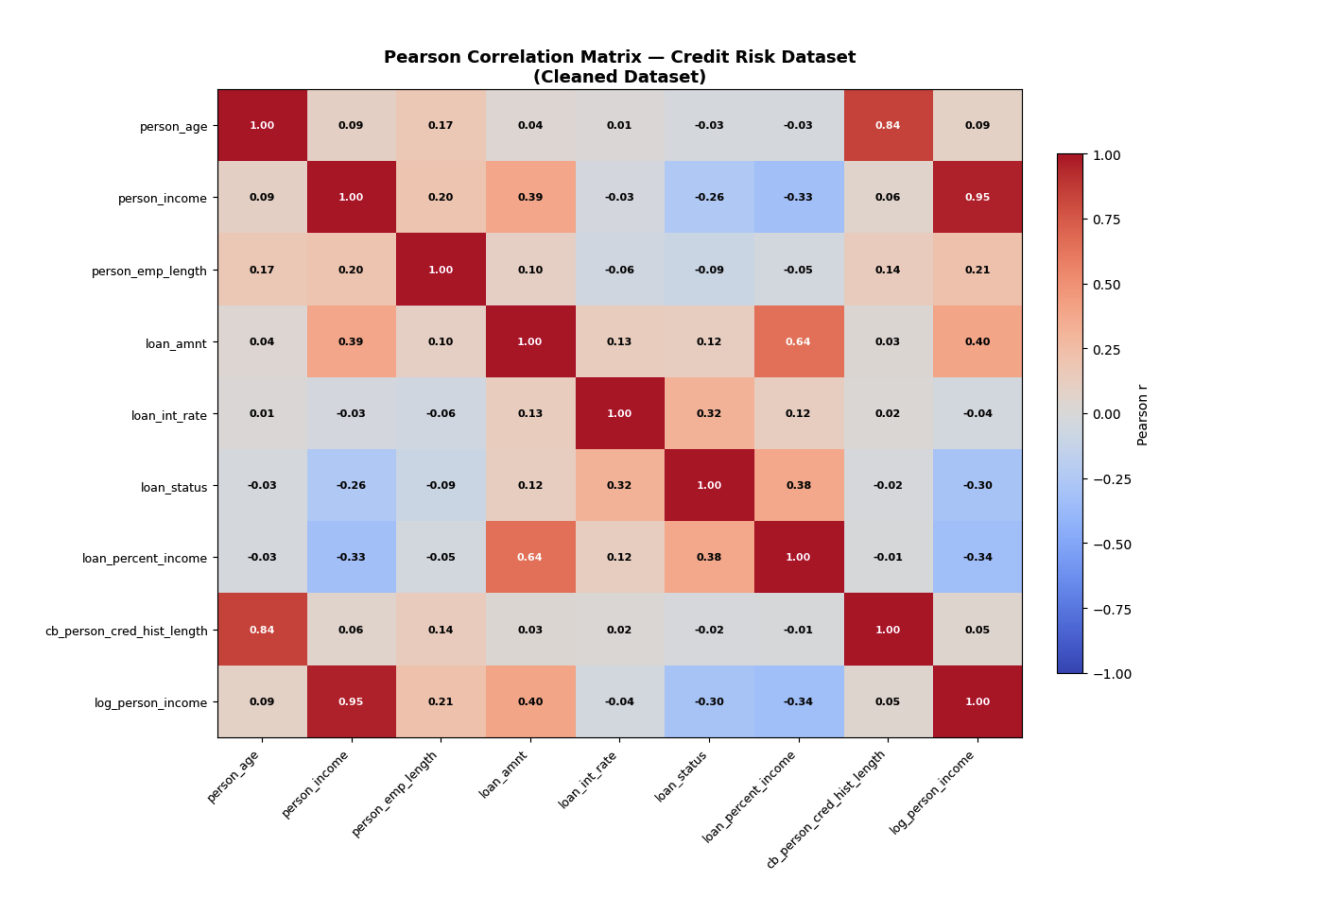 Pearson Correlation Matrix — Credit Risk Dataset
(Cleaned Dataset)
person_age 1.00 0.09 0.17 0.04 0.01 -0.03 -0.03 0.84 0.09
person_income 0.09 1.00 0.20 0.39 -0.03 -0.26 -0.33 0.06 0.95
person_emp_length 0.17 0.20 1.00 0.10 -0.06 -0.09 -0.05 0.14 0.21
loan_amnt 0.04 0.39 0.10 1.00 0.13 0.12 0.64 0.03 0.40
loan_int_rate 0.01 -0.03 -0.06 0.13 1.00 0.32 0.12 0.02 -0.04
loan_status -0.03 -0.26 -0.09 0.12 0.32 1.00 0.38 -0.02 -0.30
loan_percent_income -0.03 -0.33 -0.05 0.64 0.12 0.38 1.00 -0.01 -0.34
cb_person_cred_hist_length 0.84 0.06 0.14 0.03 0.02 -0.02 -0.01 1.00 0.05
log_person_income 0.09 0.95 0.21 0.40 -0.04 -0.30 -0.34 0.05 1.00
person_age
person_income
person_emp_length
loan_amnt
loan_int_rate
loan_status
loan_percent_income
cb_person_cred_hist_length
log_person_income
1.00
0.75
0.50
0.25
0.00
−0.25
−0.50
−0.75
−1.00
Pearson r